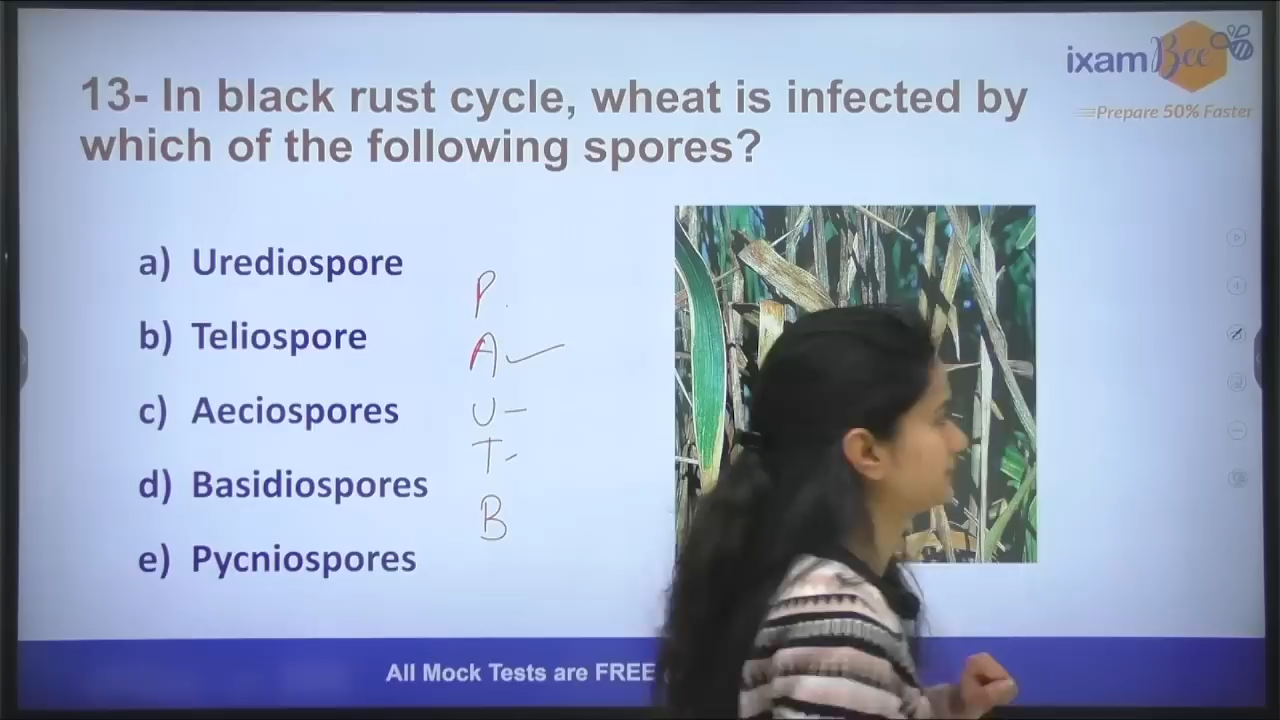 ixamBee
Prepare 50% Faster
13- In black rust cycle, wheat is infected by
which of the following spores?
a) Urediospore
b) Teliospore
c) Aeciospores
d) Basidiospores
e) Pycniospores
P
A
U -
T -
B
All Mock Tests are FREE